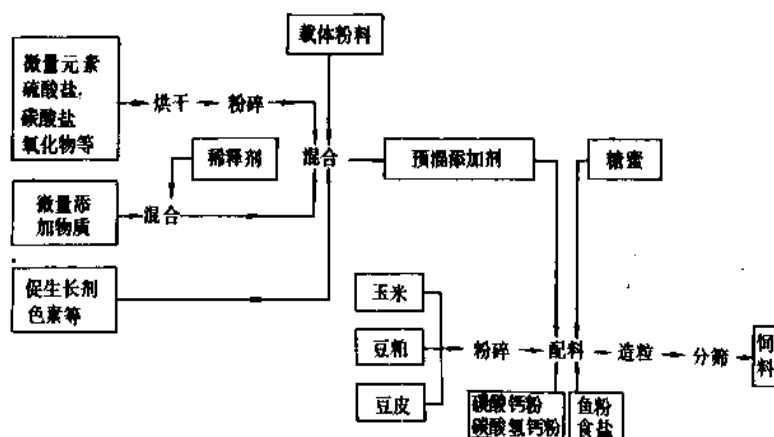 载体粉料
微量元素
硫酸盐,
碳酸盐
氧化物等
烘干
粉碎
稀释剂
混合
预混添加剂
糖蜜
微量添
加物质
混合
促生长剂
色素等
玉米
豆粕
粉碎
配料
造粒
分筛
饲
料
豆皮
碳酸钙粉
碳酸氢钙粉
鱼粉
食盐